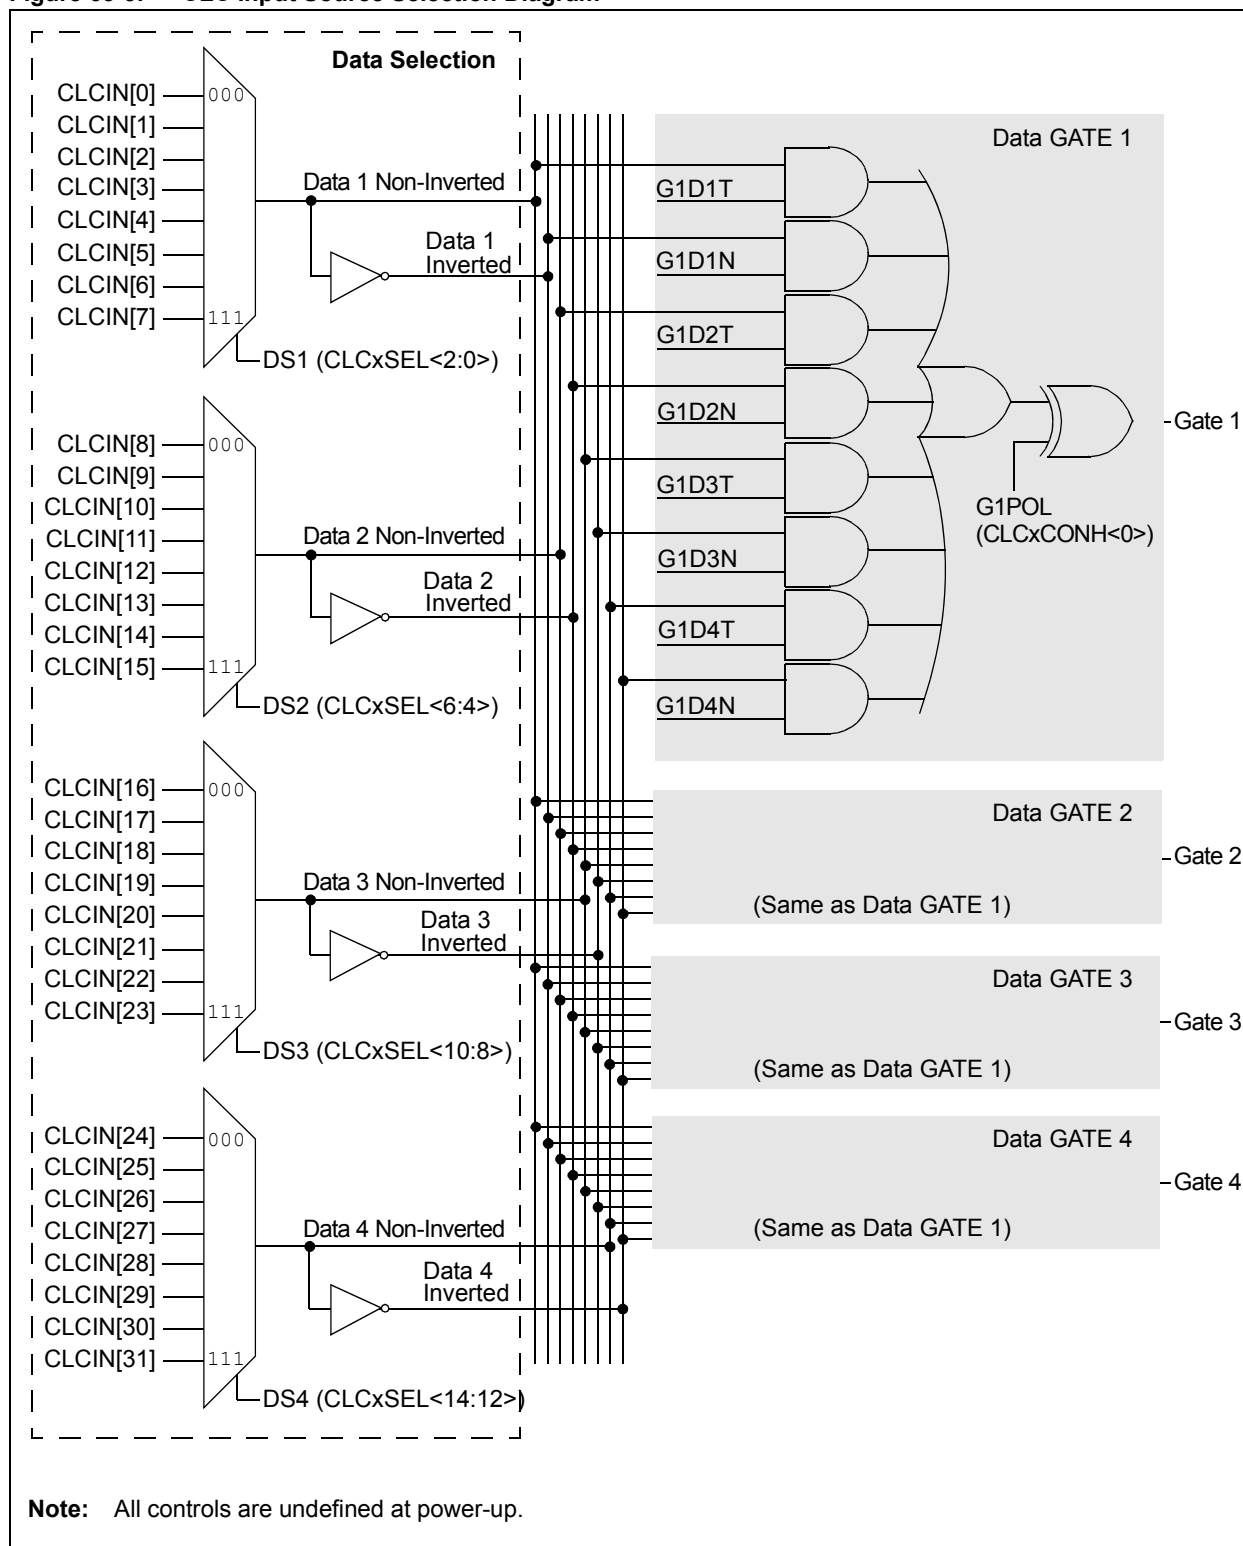 Data Selection
CLCIN[0]
000
CLCIN[1]
CLCIN[2]
CLCIN[3]
CLCIN[4]
CLCIN[5]
CLCIN[6]
CLCIN[7]
111
Data 1 Non-Inverted
Data 1
Inverted
DS1 (CLCxSEL<2:0>)
CLCIN[8]
000
CLCIN[9]
CLCIN[10]
CLCIN[11]
CLCIN[12]
CLCIN[13]
CLCIN[14]
CLCIN[15]
111
Data 2 Non-Inverted
Data 2
Inverted
DS2 (CLCxSEL<6:4>)
CLCIN[16]
000
CLCIN[17]
CLCIN[18]
CLCIN[19]
CLCIN[20]
CLCIN[21]
CLCIN[22]
CLCIN[23]
111
Data 3 Non-Inverted
Data 3
Inverted
DS3 (CLCxSEL<10:8>)
CLCIN[24]
000
CLCIN[25]
CLCIN[26]
CLCIN[27]
CLCIN[28]
CLCIN[29]
CLCIN[30]
CLCIN[31]
111
Data 4 Non-Inverted
Data 4
Inverted
DS4 (CLCxSEL<14:12>)
Data GATE 1
G1D1T
G1D1N
G1D2T
G1D2N
G1D3T
G1D3N
G1D4T
G1D4N
G1POL
(CLCxCONH<0>)
Gate 1
Data GATE 2
(Same as Data GATE 1)
Gate 2
Data GATE 3
(Same as Data GATE 1)
Gate 3
Data GATE 4
(Same as Data GATE 1)
Gate 4
Note: All controls are undefined at power-up.